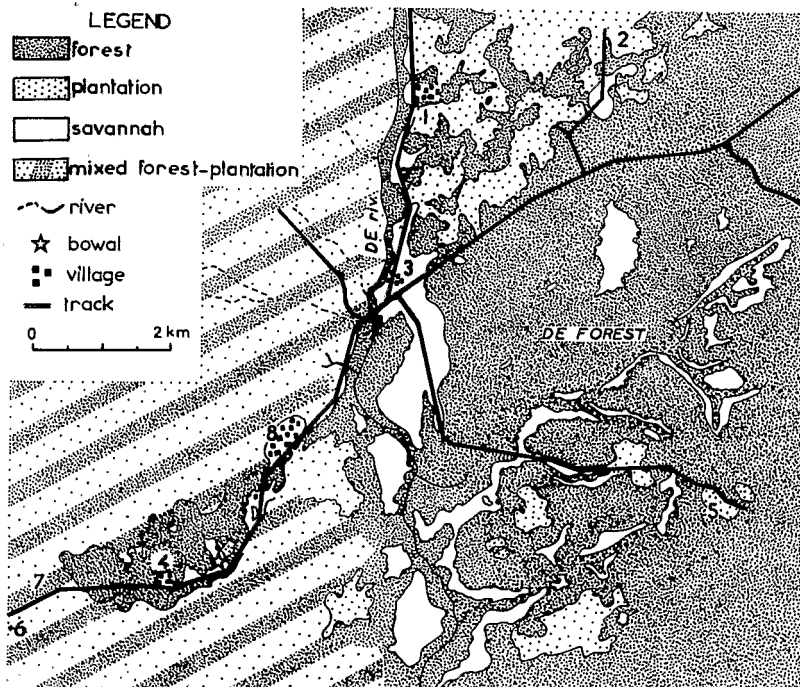 LEGEND
forest
plantation
savannah
mixed forest-plantation
river
bowal
village
track
0 2 km
2
1
DE riv.
3
DE FOREST
8
5
4
7
6